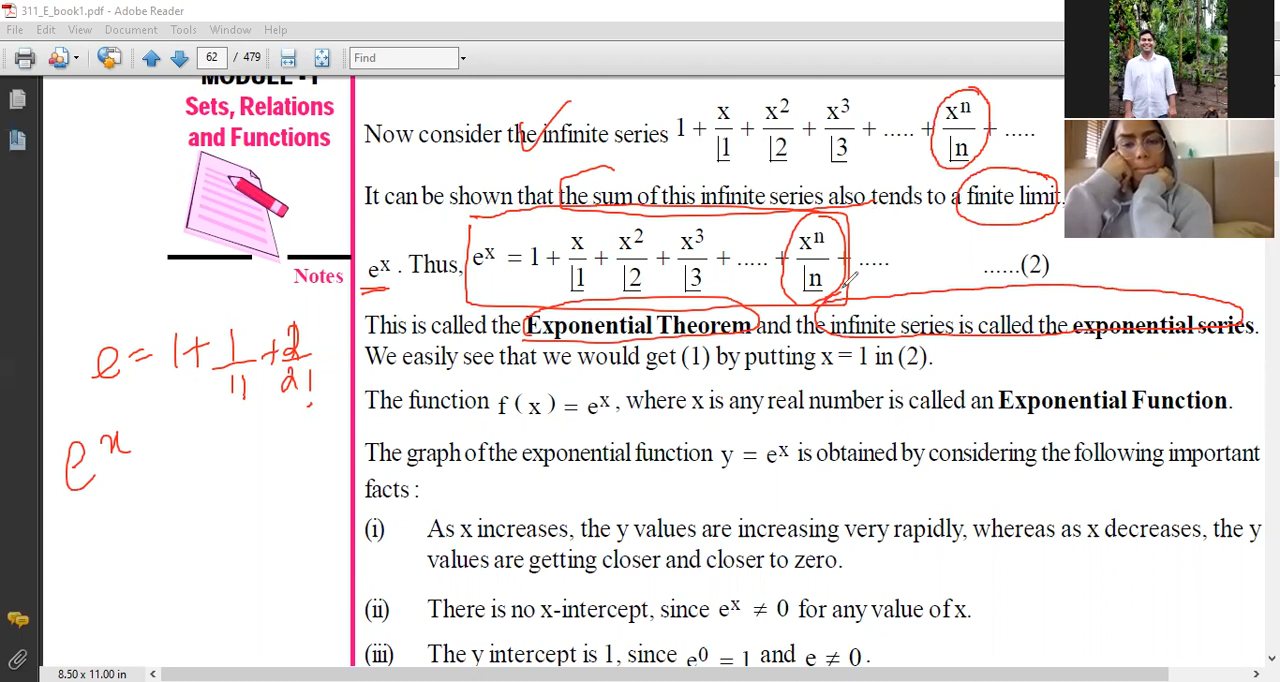 311_E_book1.pdf - Adobe Reader
File Edit View Document Tools Window Help
62 / 479 Find
MODULE - I
Sets, Relations
and Functions
Notes
Now consider the infinite series 1 + x/⌊1 + x²/⌊2 + x³/⌊3 + ..... + xⁿ/⌊n + .....
It can be shown that the sum of this infinite series also tends to a finite limit
eˣ . Thus, eˣ = 1 + x/⌊1 + x²/⌊2 + x³/⌊3 + ..... + xⁿ/⌊n + ..... ......(2)
This is called the Exponential Theorem and the infinite series is called the exponential series.
We easily see that we would get (1) by putting x = 1 in (2).
The function f ( x ) = eˣ, where x is any real number is called an Exponential Function.
The graph of the exponential function y = eˣ is obtained by considering the following important
facts :
(i) As x increases, the y values are increasing very rapidly, whereas as x decreases, the y
values are getting closer and closer to zero.
(ii) There is no x-intercept, since eˣ ≠ 0 for any value of x.
(iii) The y intercept is 1, since e⁰ = 1 and e ≠ 0.
e = 1 + 1/1! + 2/2!
eˣ
8.50 x 11.00 in